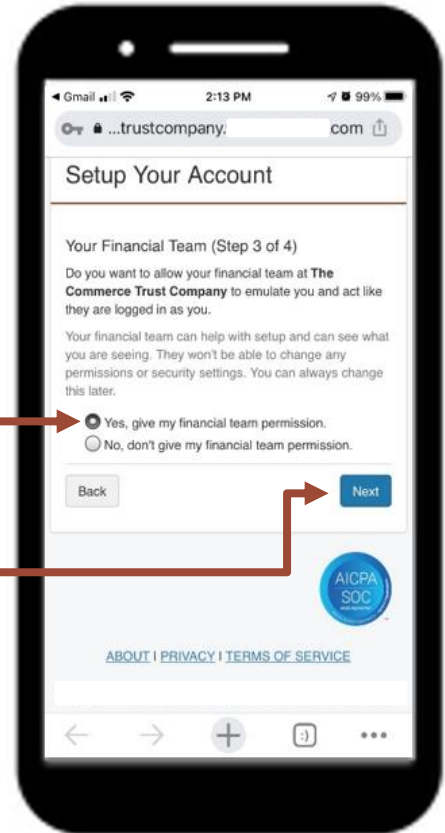 Gmail
2:13 PM
99%
...trustcompany. com
Setup Your Account
Your Financial Team (Step 3 of 4)
Do you want to allow your financial team at The
Commerce Trust Company to emulate you and act like
they are logged in as you.
Your financial team can help with setup and can see what
you are seeing. They won't be able to change any
permissions or security settings. You can always change
this later.
Yes, give my financial team permission.
No, don't give my financial team permission.
Back
Next
AICPA
SOC
ABOUT | PRIVACY | TERMS OF SERVICE
:)